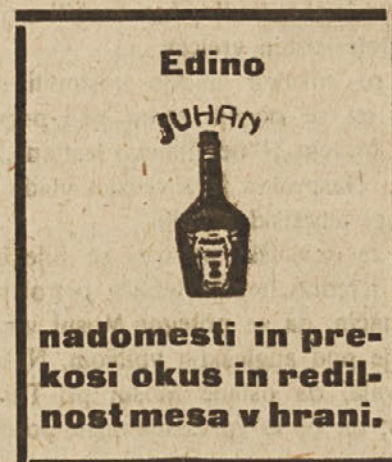 Edino
JUHAN
nadomesti in pre-
kosi okus in redil-
nost mesa v hrani.